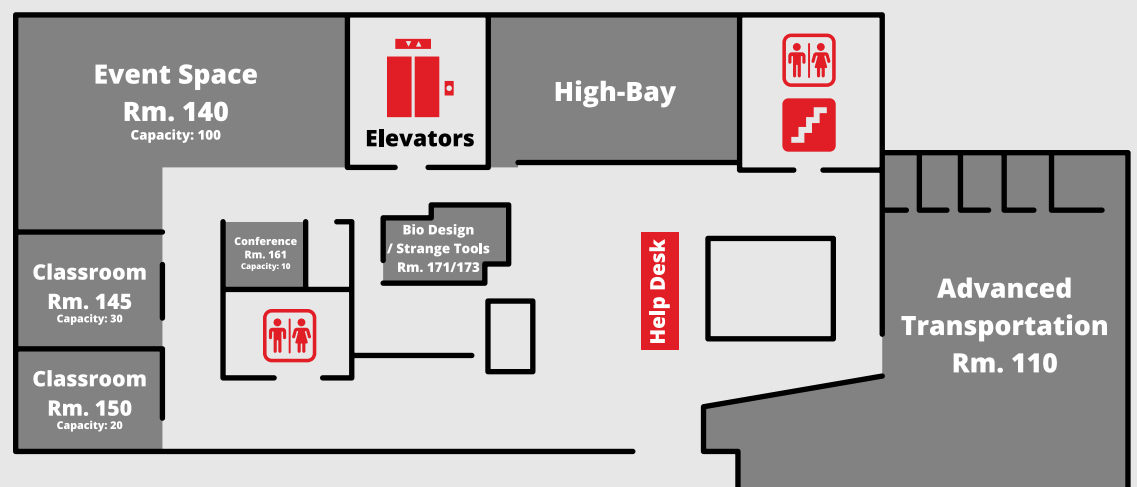 Event Space
Rm. 140
Capacity: 100
Elevators
High-Bay
Conference
Rm. 161
Capacity: 10
Bio Design
/ Strange Tools
Rm. 171/173
Classroom
Rm. 145
Capacity: 30
Help Desk
Advanced
Transportation
Rm. 110
Classroom
Rm. 150
Capacity: 20